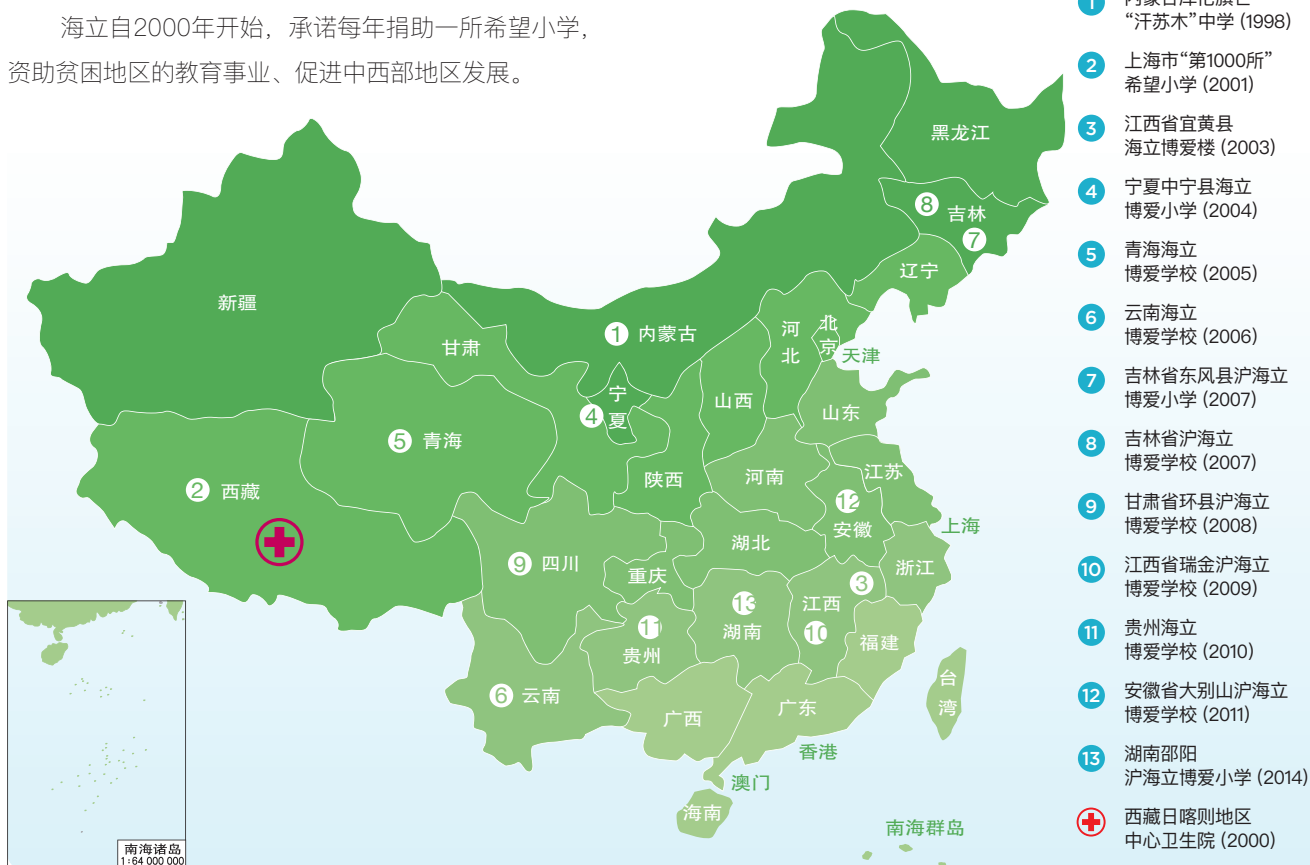 海立自2000年开始，承诺每年捐助一所希望小学，
资助贫困地区的教育事业、促进中西部地区发展。
黑龙江
8
吉林
7
辽宁
新疆
1 内蒙古
河北
北京
天津
甘肃
宁夏
4
山西
山东
5 青海
陕西
河南
江苏
2 西藏
12
安徽
上海
湖北
浙江
9 四川
重庆
3
江西
13
湖南
10
11
贵州
福建
6 云南
台湾
广西
广东
香港
澳门
海南
南海群岛
南海诸岛
1:64 000 000
1
“汗苏木”中学 (1998)
2 上海市“第1000所”
希望小学 (2001)
3 江西省宜黄县
海立博爱楼 (2003)
4 宁夏中宁县海立
博爱小学 (2004)
5 青海海立
博爱学校 (2005)
6 云南海立
博爱学校 (2006)
7 吉林省东风县沪海立
博爱小学 (2007)
8 吉林省沪海立
博爱学校 (2007)
9 甘肃省环县沪海立
博爱学校 (2008)
10 江西省瑞金沪海立
博爱学校 (2009)
11 贵州海立
博爱学校 (2010)
12 安徽省大别山沪海立
博爱学校 (2011)
13 湖南邵阳
沪海立博爱小学 (2014)
西藏日喀则地区
中心卫生院 (2000)